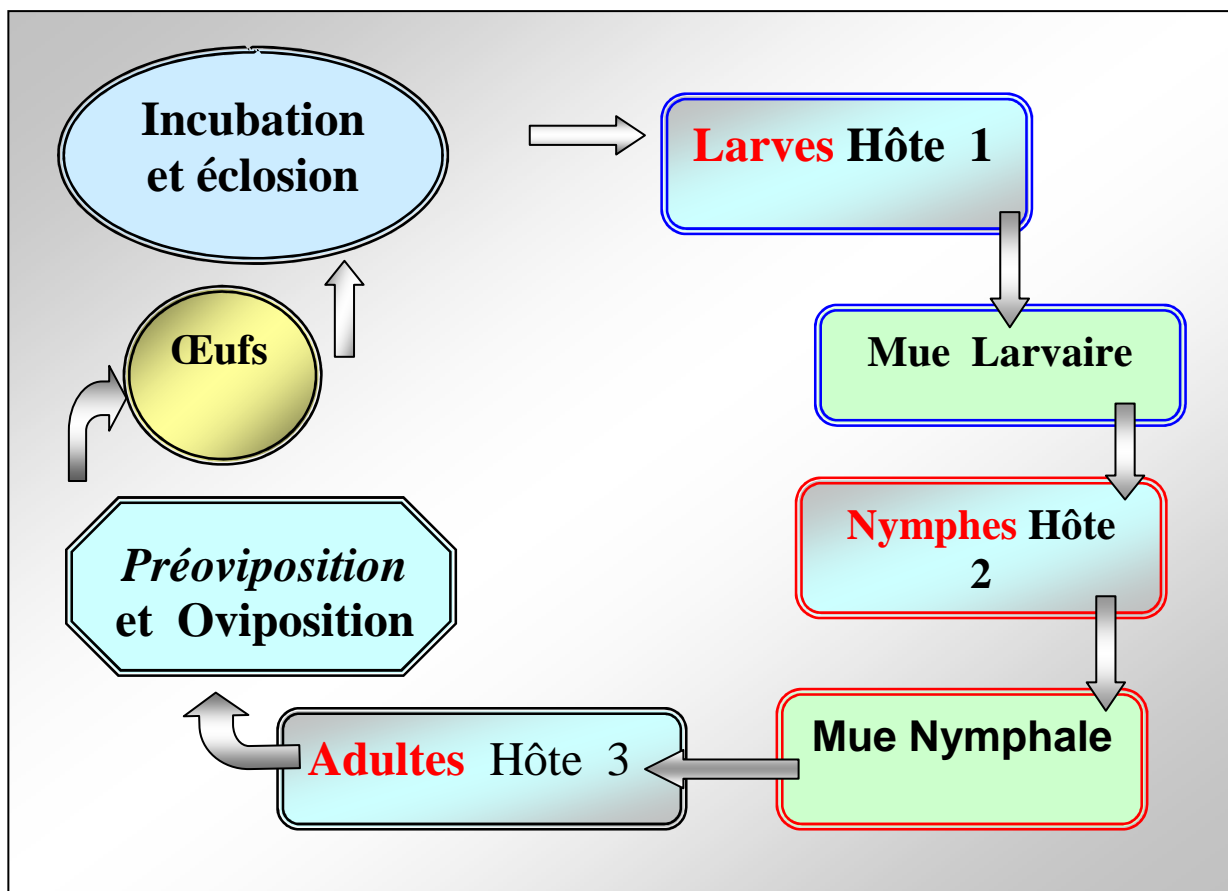 Incubation
et éclosion
Larves Hôte 1
Mue Larvaire
Nymphes Hôte
2
Mue Nymphale
Adultes Hôte 3
Préoviposition
et Oviposition
Œufs